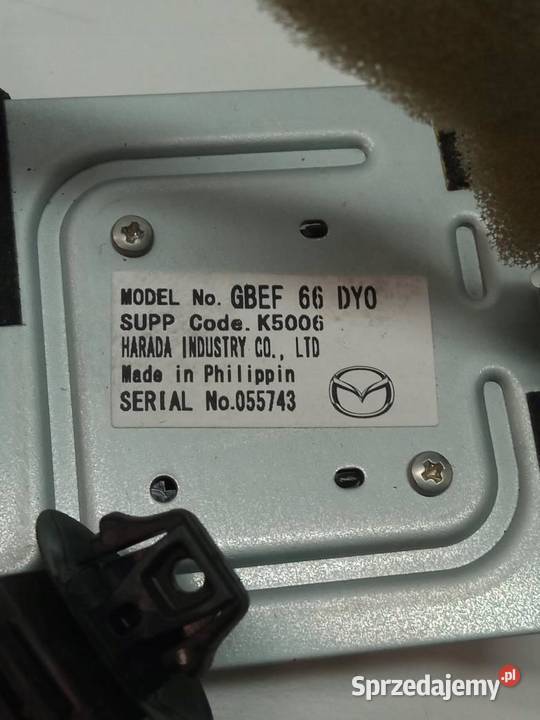 MODEL No. GBEF 66 DY0
SUPP Code. K5006
HARADA INDUSTRY CO., LTD
Made in Philippin
SERIAL No.055743
Sprzedajemy.pl